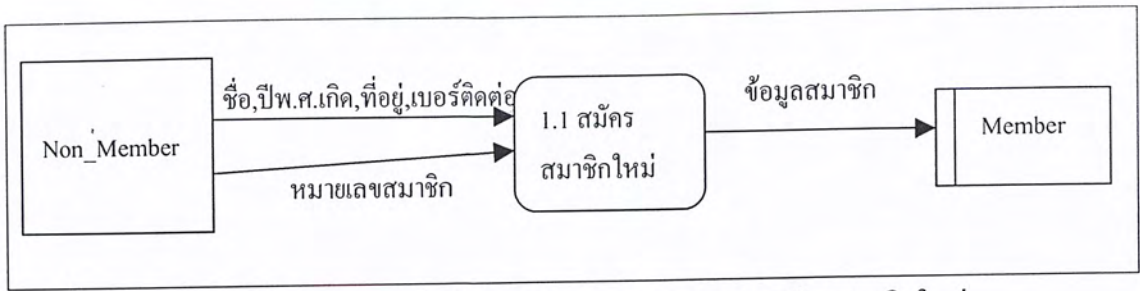 ชื่อ,ปีพ.ศ.เกิด,ที่อยู่,เบอร์ติดต่อ
ข้อมูลสมาชิก
Non_Member
1.1 สมัคร
สมาชิกใหม่
Member
หมายเลขสมาชิก